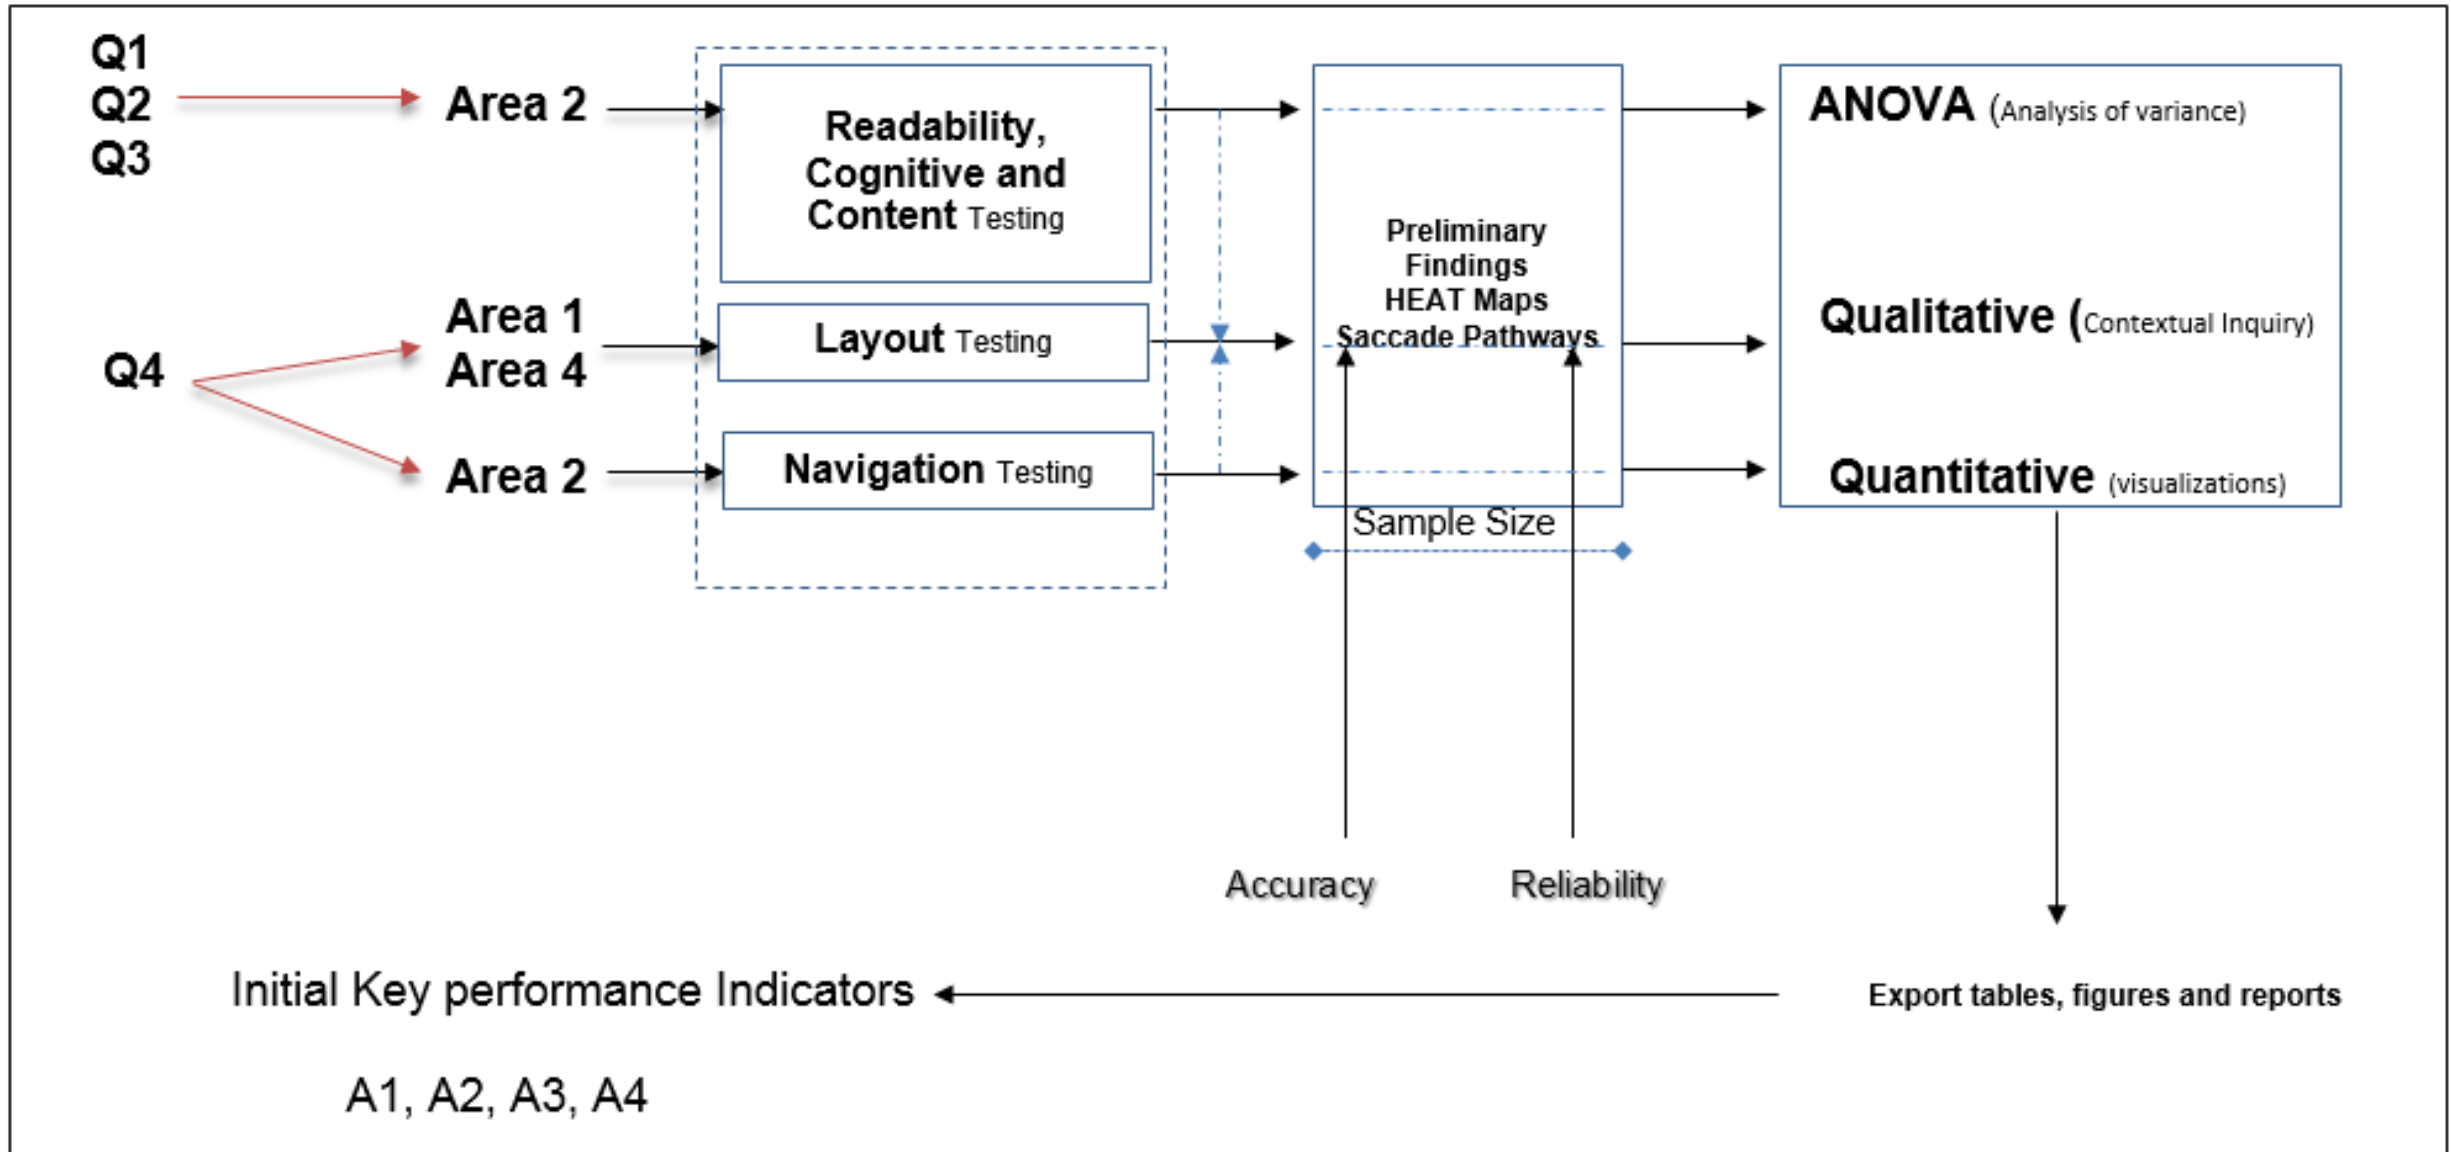 Q1
Q2
Q3
Area 2
Readability,
Cognitive and
Content Testing
ANOVA (Analysis of variance)
Preliminary
Findings
HEAT Maps
Saccade Pathways
Q4
Area 1
Area 4
Layout Testing
Qualitative (Contextual Inquiry)
Area 2
Navigation Testing
Quantitative (visualizations)
Sample Size
Accuracy
Reliability
Initial Key performance Indicators
Export tables, figures and reports
A1, A2, A3, A4